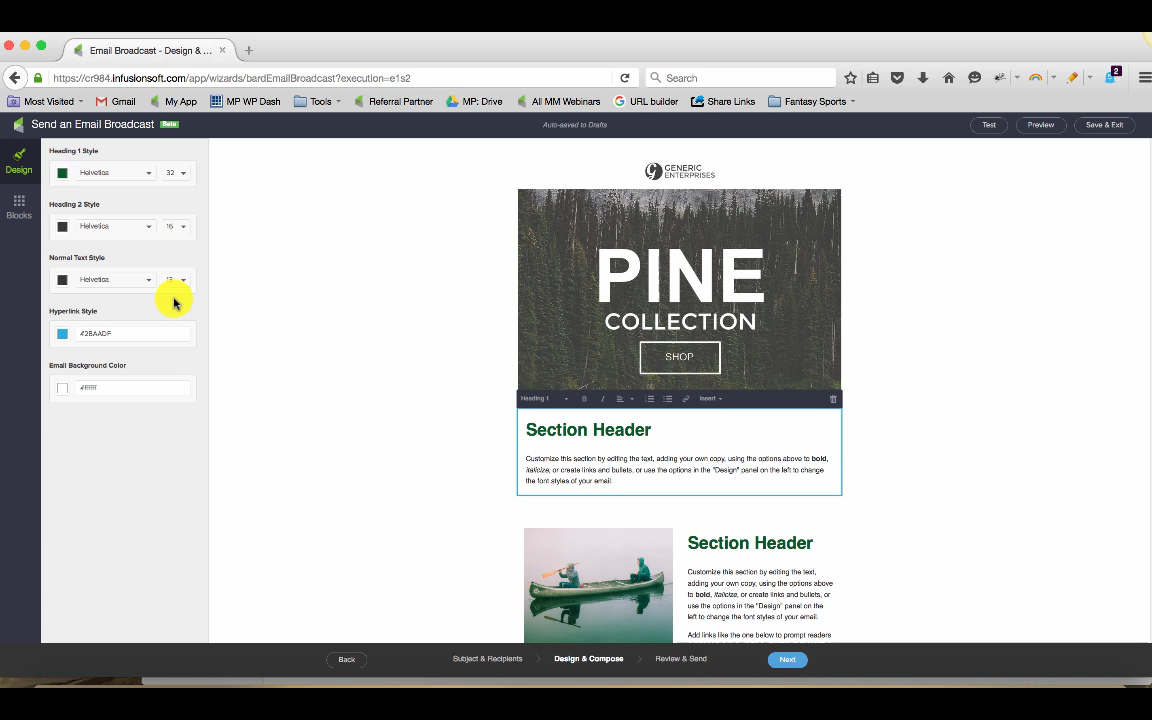 Email Broadcast - Design & ...
2
https://cr984.infusionsoft.com/app/wizards/bardEmailBroadcast?execution=e1s2
Search
Most Visited
Gmail
My App
MP WP Dash
Tools
Referral Partner
MP: Drive
All MM Webinars
URL builder
Share Links
Fantasy Sports
Send an Email Broadcast Beta
Auto-saved to Drafts
Test
Preview
Save & Exit
Design
Blocks
Heading 1 Style
Helvetica
32
Heading 2 Style
Helvetica
16
Normal Text Style
Helvetica
Hyperlink Style
#2BAADF
Email Background Color
#ffffff
GENERIC
ENTERPRISES
PINE
COLLECTION
SHOP
Heading 1
B
I
Insert
Section Header
Customize this section by editing the text, adding your own copy, using the options above to bold,
italicize, or create links and bullets, or use the options in the "Design" panel on the left to change
the font styles of your email.
Section Header
Customize this section by editing the text,
adding your own copy, using the options above
to bold, italicize, or create links and bullets, or
use the options in the "Design" panel on the
left to change the font styles of your email.
Add links like the one below to prompt readers
Back
Subject & Recipients
Design & Compose
Review & Send
Next